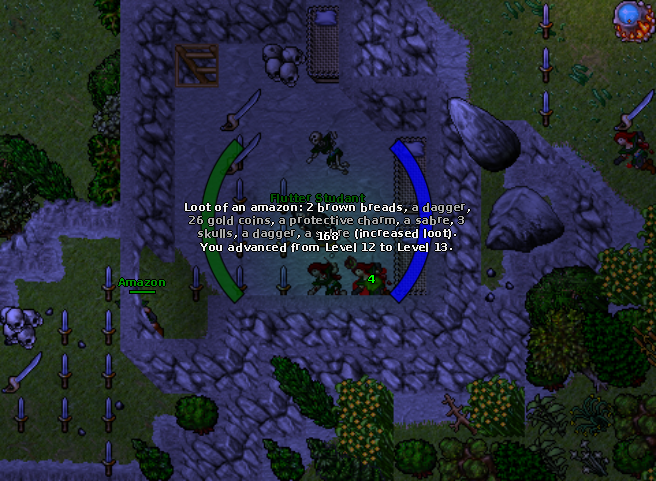 Flutter Student
Loot of an amazon: 2 brown breads, a dagger,
26 gold coins, a protective charm, a sabre, 3
skulls, a dagger, a sabre (increased loot).
168
You advanced from Level 12 to Level 13.
4
Amazon